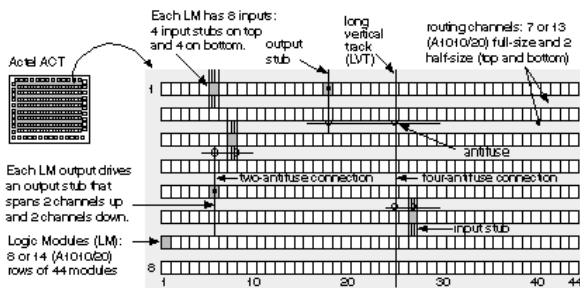 Each LM has 8 inputs:
4 input stubs on top
and 4 on bottom.
output
stub
long
vertical
track
(LVT)
routing channels: 7 or 13
(A1010/20) full-size and 2
half-size (top and bottom)
Actel ACT
1
antifuse
Each LM output drives
an output stub that
spans 2 channels up
and 2 channels down.
two-antifuse connection
four-antifuse connection
Logic Modules (LM):
8 or 14 (A1010/20)
rows of 44 modules
input stub
8
1
10
20
30
40
44